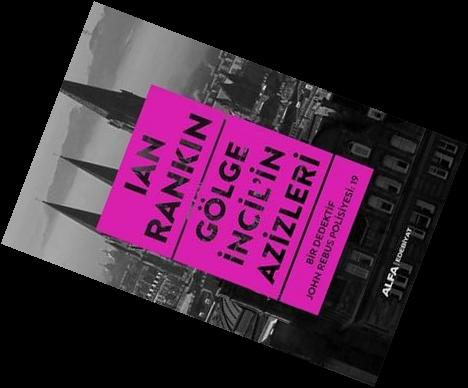 IAN
RANKIN
GÖLGE
İNCİL'İN
AZİZLERİ
BİR DEDEKTİF
JOHN REBUS POLİSİYESİ: 19
ALFA | EDEBİYAT